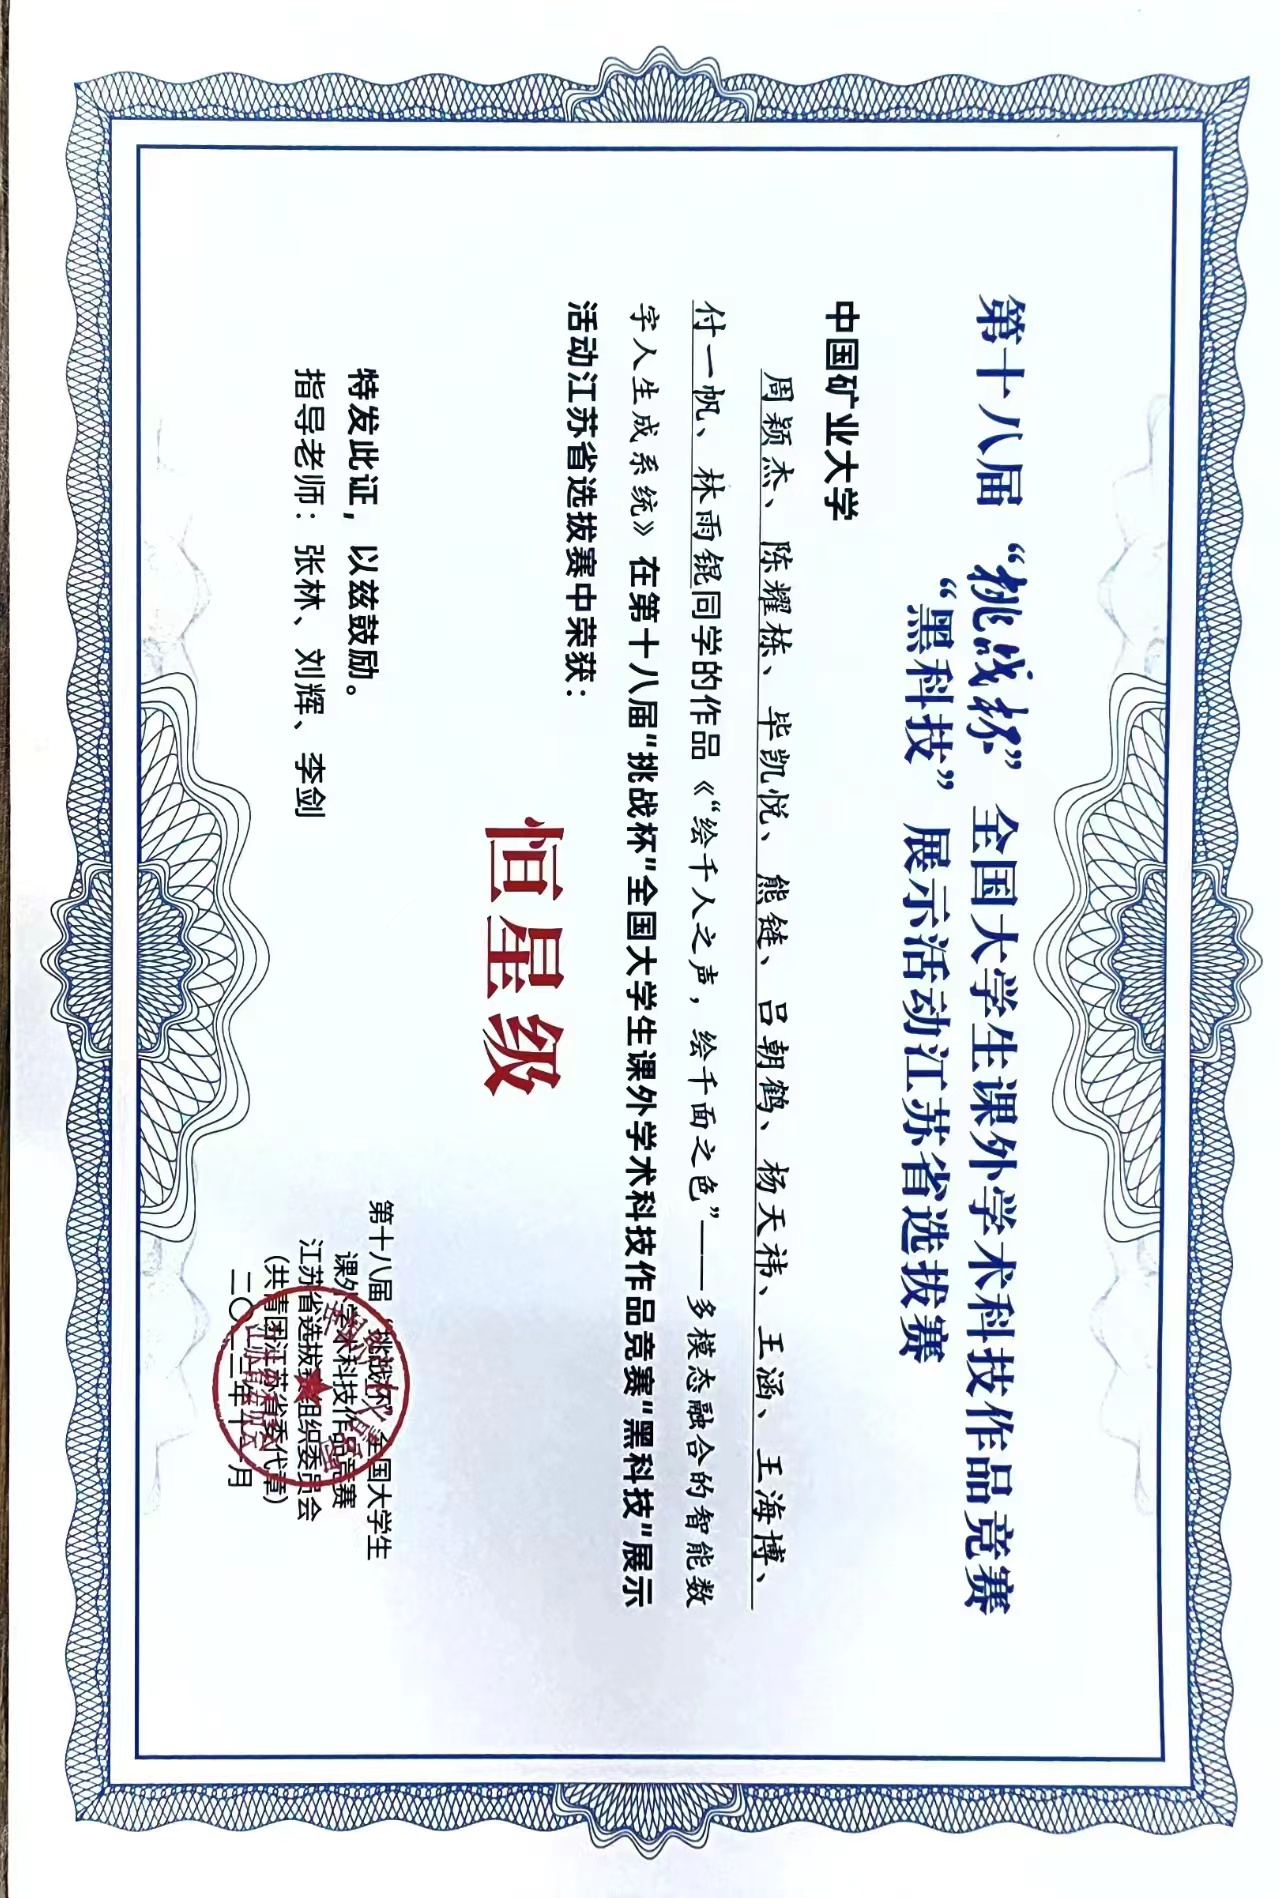 第十八届“挑战杯”全国大学生课外学术科技作品竞赛
“黑科技”展示活动江苏省选拔赛
中国矿业大学
周颖杰、陈耀栋、毕凯悦、熊链、吕朝鹤、杨天祎、王涵、王海博、
付一帆、林雨锟同学的作品《“绘千人之声，绘千面之色”——多模态融合的智能数
字人生成系统》在第十八届“挑战杯”全国大学生课外学术科技作品竞赛“黑科技”展示
活动江苏省选拔赛中荣获：
恒星级
特发此证，以兹鼓励。
指导老师：张林、刘辉、李剑
第十八届“挑战杯”全国大学生
课外学术科技作品竞赛
江苏省选拔赛组织委员会
(共青团江苏省委代章)
二〇二三年十月